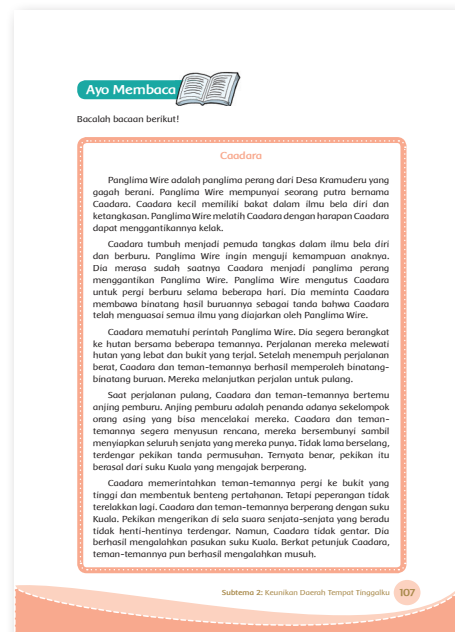 Ayo Membaca
Bacalah bacaan berikut!
Caadara
Panglima Wire adalah panglima perang dari Desa Kramuderu yang
gagah berani. Panglima Wire mempunyai seorang putra bernama
Caadara. Caadara kecil memiliki bakat dalam ilmu bela diri dan
ketangkasan. Panglima Wire melatih Caadara dengan harapan Caadara
dapat menggantikannya kelak.
Caadara tumbuh menjadi pemuda tangkas dalam ilmu bela diri
dan berburu. Panglima Wire ingin menguji kemampuan anaknya.
Dia merasa sudah saatnya Caadara menjadi panglima perang
menggantikan Panglima Wire. Panglima Wire mengutus Caadara
untuk pergi berburu selama beberapa hari. Dia meminta Caadara
membawa binatang hasil buruannya sebagai tanda bahwa Caadara
telah menguasai semua ilmu yang diajarkan oleh Panglima Wire.
Caadara mematuhi perintah Panglima Wire. Dia segera berangkat
ke hutan bersama beberapa temannya. Perjalanan mereka melewati
hutan yang lebat dan bukit yang terjal. Setelah menempuh perjalanan
berat, Caadara dan teman-temannya berhasil memperoleh binatang-
binatang buruan. Mereka melanjutkan perjalan untuk pulang.
Saat perjalanan pulang, Caadara dan teman-temannya bertemu
anjing pemburu. Anjing pemburu adalah penanda adanya sekelompok
orang asing yang bisa mencelakai mereka. Caadara dan teman-
temannya segera menyusun rencana, mereka bersembunyi sambil
menyiapkan seluruh senjata yang mereka punya. Tidak lama berselang,
terdengar pekikan tanda permusuhan. Ternyata benar, pekikan itu
berasal dari suku Kuala yang mengajak berperang.
Caadara memerintahkan teman-temannya pergi ke bukit yang
tinggi dan membentuk benteng pertahanan. Tetapi peperangan tidak
terelakkan lagi. Caadara dan teman-temannya berperang dengan suku
Kuala. Pekikan mengerikan di sela suara senjata-senjata yang beradu
tidak henti-hentinya terdengar. Namun, Caadara tidak gentar. Dia
berhasil mengalahkan pasukan suku Kuala. Berkat petunjuk Caadara,
teman-temannya pun berhasil mengalahkan musuh.
Subtema 2: Keunikan Daerah Tempat Tinggalku 107